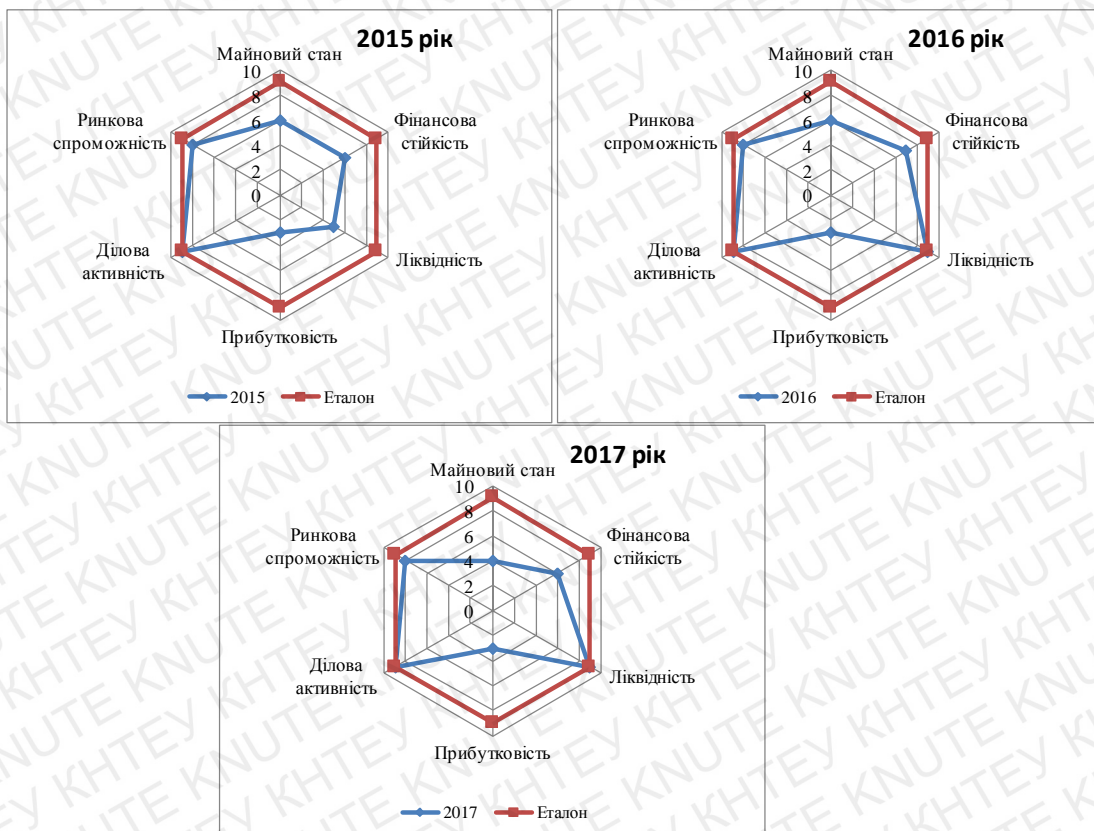 2015 рік
Майновий стан
10
8
6
4
2
0
Фінансова
стійкість
Ліквідність
Прибутковість
Ділова
активність
Ринкова
спроможність
2015
Еталон
2016 рік
Майновий стан
10
8
6
4
2
0
Фінансова
стійкість
Ліквідність
Прибутковість
Ділова
активність
Ринкова
спроможність
2016
Еталон
2017 рік
Майновий стан
10
8
6
4
2
0
Фінансова
стійкість
Ліквідність
Прибутковість
Ділова
активність
Ринкова
спроможність
2017
Еталон
KNUTE КНТЕУ